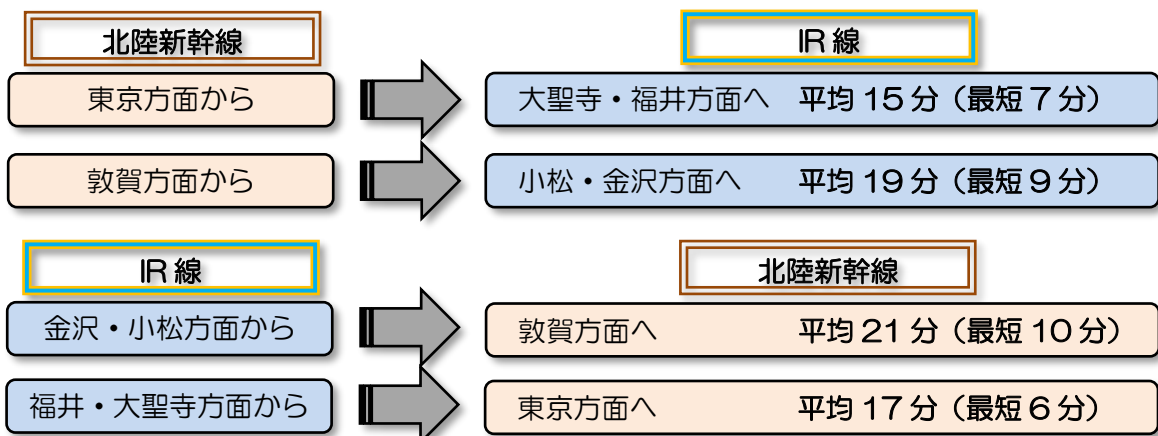 北陸新幹線 IR線
東京方面から 大聖寺・福井方面へ 平均15分（最短7分）
敦賀方面から 小松・金沢方面へ 平均19分（最短9分）
IR線 北陸新幹線
金沢・小松方面から 敦賀方面へ 平均21分（最短10分）
福井・大聖寺方面から 東京方面へ 平均17分（最短6分）